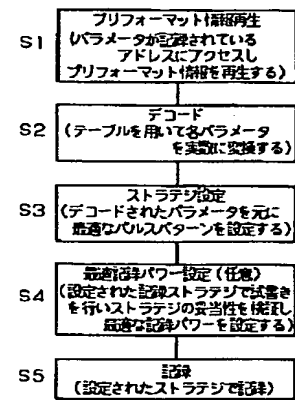 S1
プリフォーマット情報再生
(パラメータが記録されている
アドレスにアクセスし
プリフォーマット情報を再生する)
S2
デコード
(テーブルを用いて各パラメータ
を実数に変換する)
S3
ストラテジ設定
(デコードされたパラメータを元に
最適なパルスパターンを設定する)
S4
最適記録パワー設定(任意)
(設定された記録ストラテジで試書き
を行いストラテジの妥当性を検証し
最適な記録パワーを設定する)
S5
記録
(設定されたストラテジで記録)